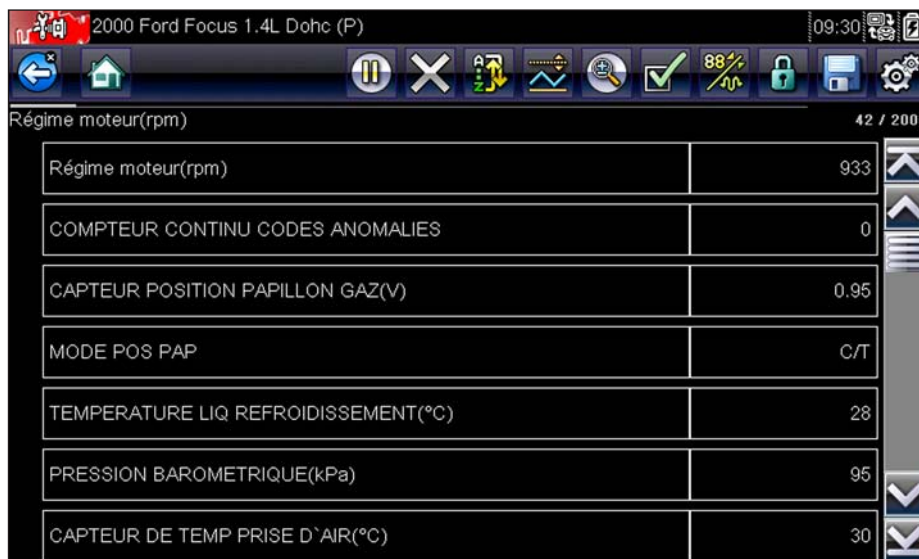 2000 Ford Focus 1.4L Dohc (P)
09:30
Régime moteur(rpm)
42 / 200
Régime moteur(rpm)
933
COMPTEUR CONTINU CODES ANOMALIES
0
CAPTEUR POSITION PAPILLON GAZ(V)
0.95
MODE POS PAP
C/T
TEMPERATURE LIQ REFROIDISSEMENT(°C)
28
PRESSION BAROMETRIQUE(kPa)
95
CAPTEUR DE TEMP PRISE D`AIR(°C)
30